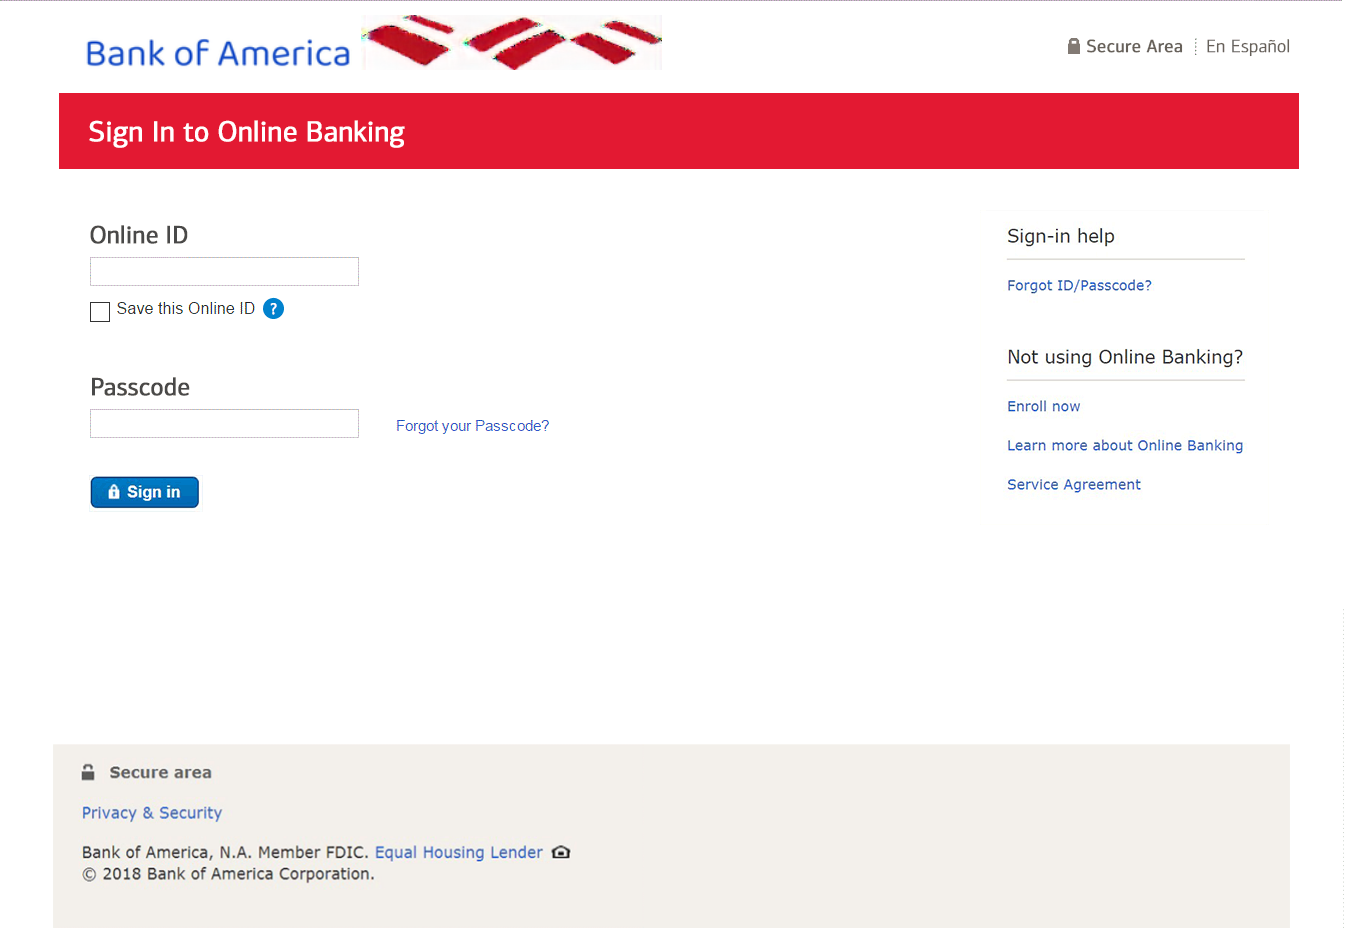 Bank of America
Secure Area
En Español
Sign In to Online Banking
Online ID
Save this Online ID ?
Passcode
Forgot your Passcode?
Sign in
Sign-in help
Forgot ID/Passcode?
Not using Online Banking?
Enroll now
Learn more about Online Banking
Service Agreement
Secure area
Privacy & Security
Bank of America, N.A. Member FDIC. Equal Housing Lender
© 2018 Bank of America Corporation.